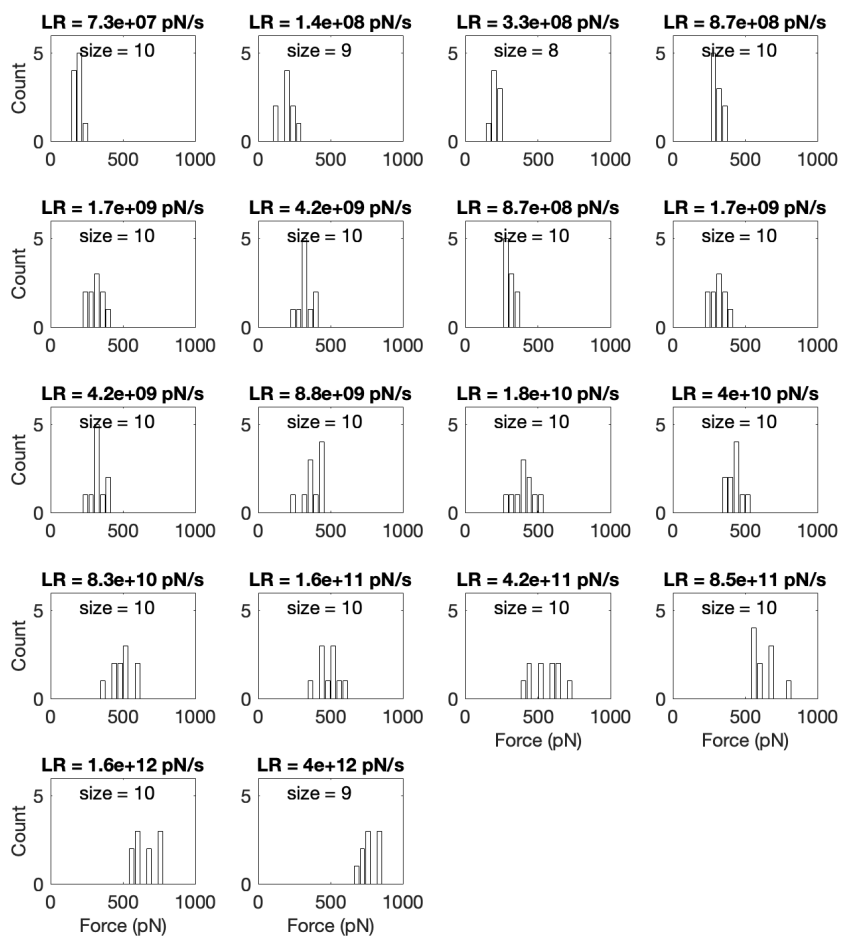 LR = 7.3e+07 pN/s
LR = 1.4e+08 pN/s
LR = 3.3e+08 pN/s
LR = 8.7e+08 pN/s
5
size = 10
5
size = 9
5
size = 8
5
size = 10
Count
0
0
0
0
0 500 1000
0 500 1000
0 500 1000
0 500 1000
LR = 1.7e+09 pN/s
LR = 4.2e+09 pN/s
LR = 8.7e+08 pN/s
LR = 1.7e+09 pN/s
5
size = 10
5
size = 10
5
size = 10
5
size = 10
Count
0
0
0
0
0 500 1000
0 500 1000
0 500 1000
0 500 1000
LR = 4.2e+09 pN/s
LR = 8.8e+09 pN/s
LR = 1.8e+10 pN/s
LR = 4e+10 pN/s
5
size = 10
5
size = 10
5
size = 10
5
size = 10
Count
0
0
0
0
0 500 1000
0 500 1000
0 500 1000
0 500 1000
LR = 8.3e+10 pN/s
LR = 1.6e+11 pN/s
LR = 4.2e+11 pN/s
LR = 8.5e+11 pN/s
5
size = 10
5
size = 10
5
size = 10
5
size = 10
Count
0
0
0
0
0 500 1000
0 500 1000
0 500 1000
0 500 1000
Force (pN)
Force (pN)
LR = 1.6e+12 pN/s
LR = 4e+12 pN/s
5
size = 10
5
size = 9
Count
0
0
0 500 1000
0 500 1000
Force (pN)
Force (pN)